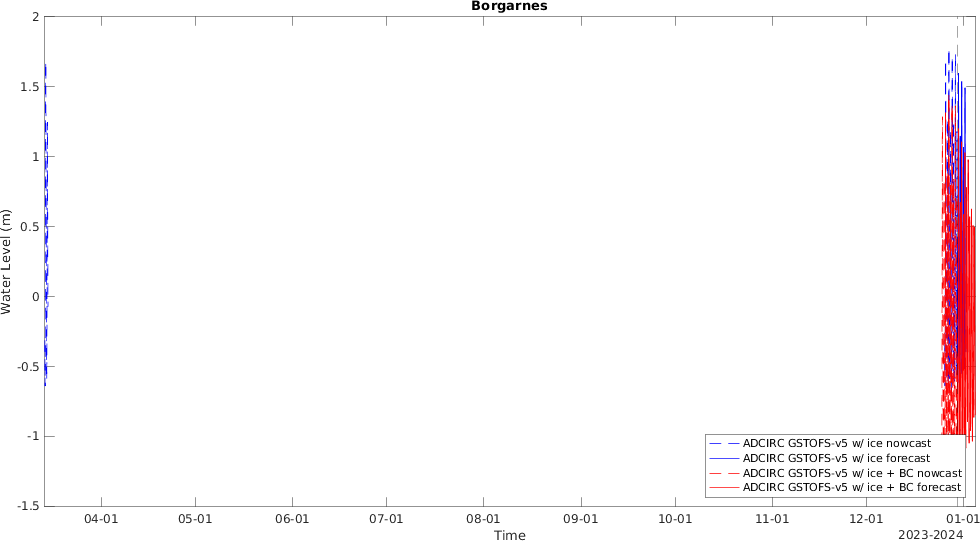 Borgarnes
2
1.5
1
0.5
0
-0.5
-1
-1.5
Water Level (m)
ADCIRC GSTOFS-v5 w/ ice nowcast
ADCIRC GSTOFS-v5 w/ ice forecast
ADCIRC GSTOFS-v5 w/ ice + BC nowcast
ADCIRC GSTOFS-v5 w/ ice + BC forecast
04-01 05-01 06-01 07-01 08-01 09-01 10-01 11-01 12-01 01-01
Time
2023-2024